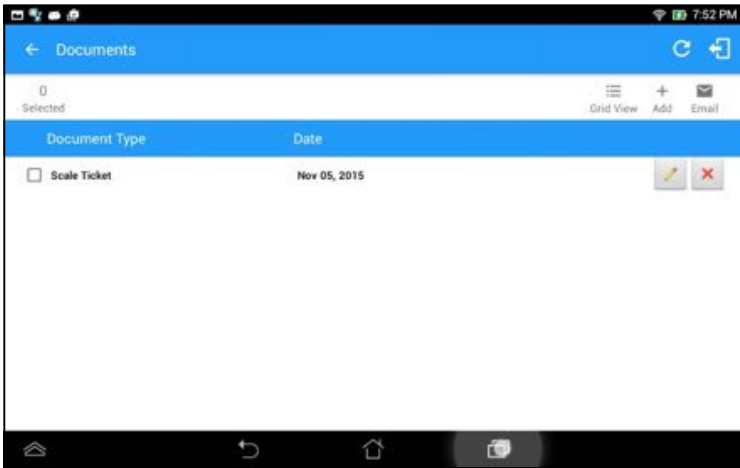 7:52 PM
Documents
0
Selected
Grid View
Add
Email
Document Type
Date
Scale Ticket
Nov 05, 2015